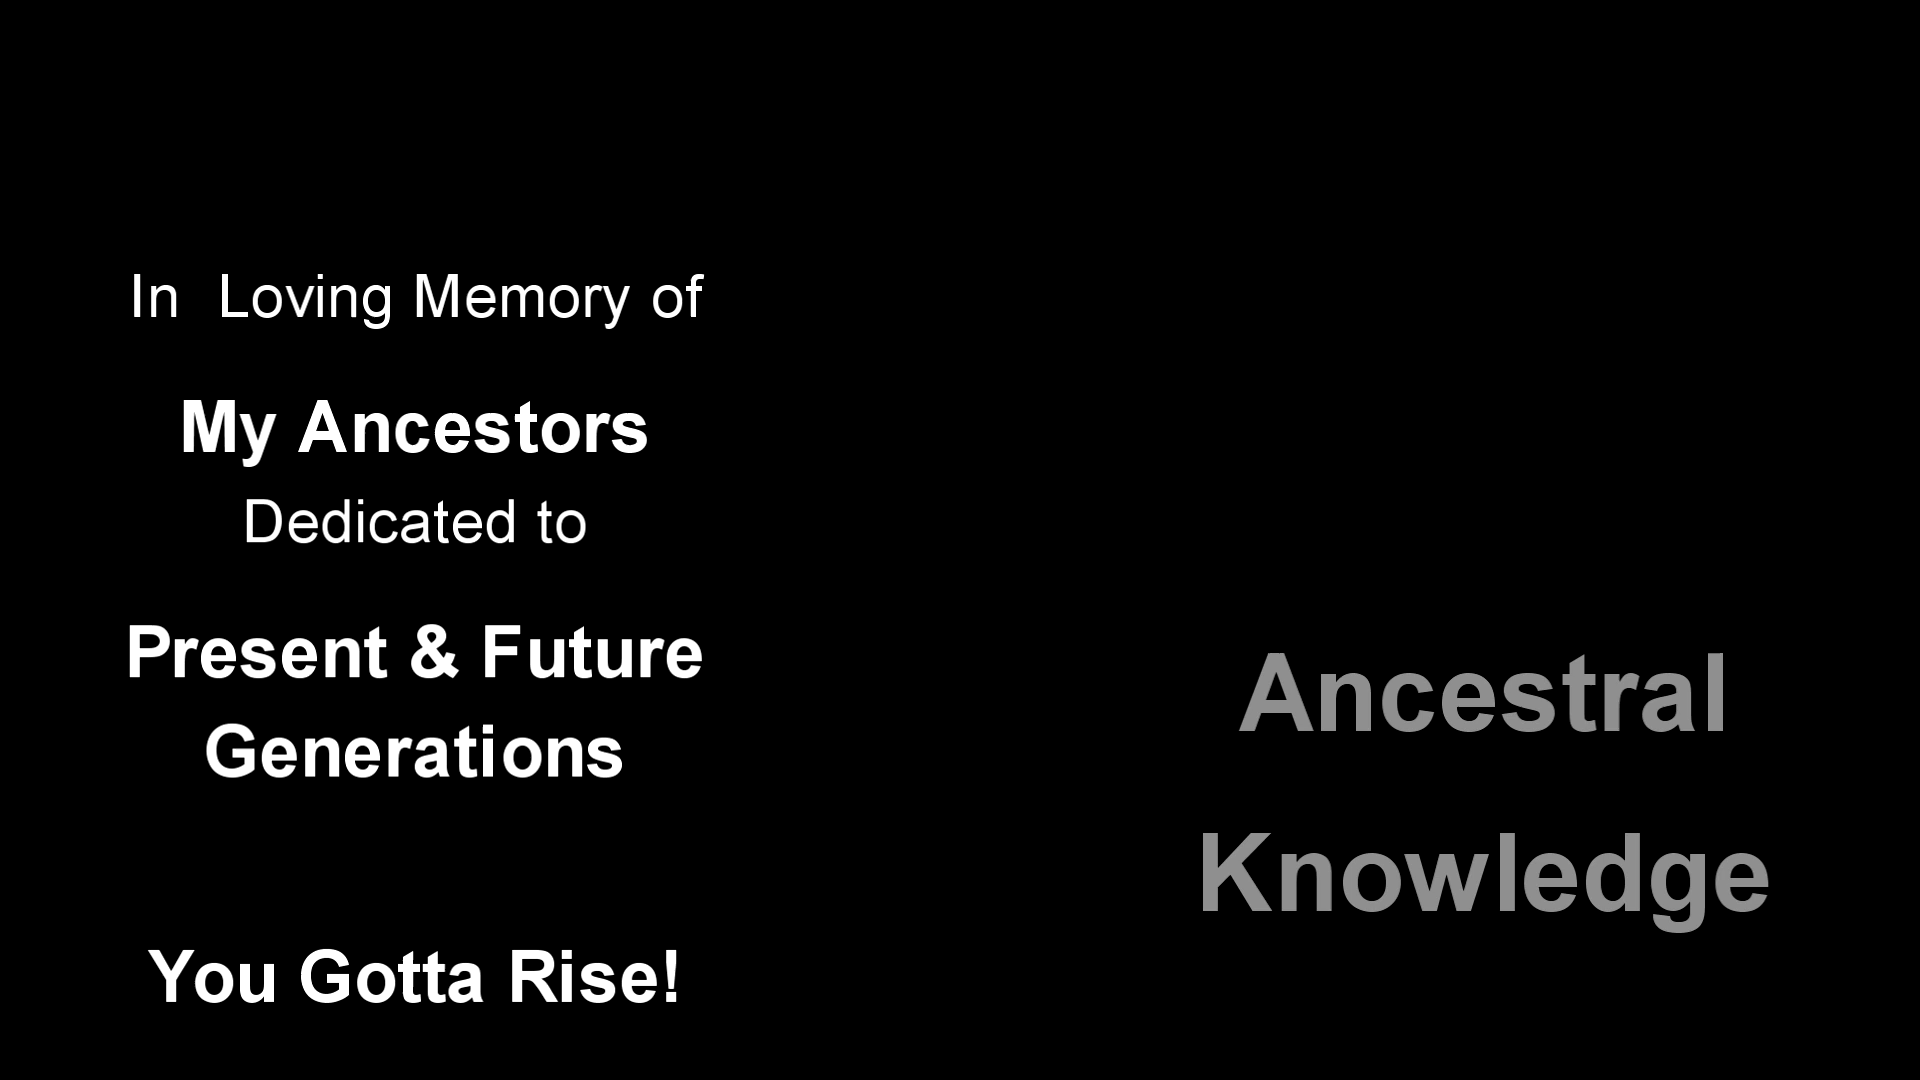 In  Loving Memory of
My Ancestors
Dedicated to
Present & Future
Generations
You Gotta Rise!
Ancestral
Knowledge